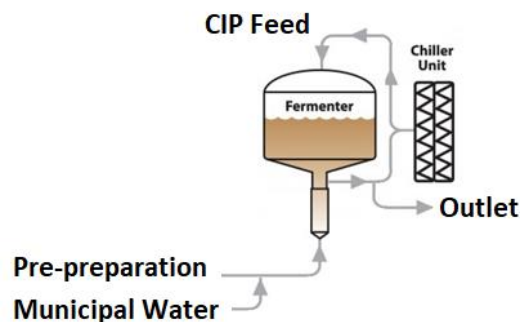 CIP Feed
Chiller
Unit
Fermenter
Outlet
Pre-preparation
Municipal Water